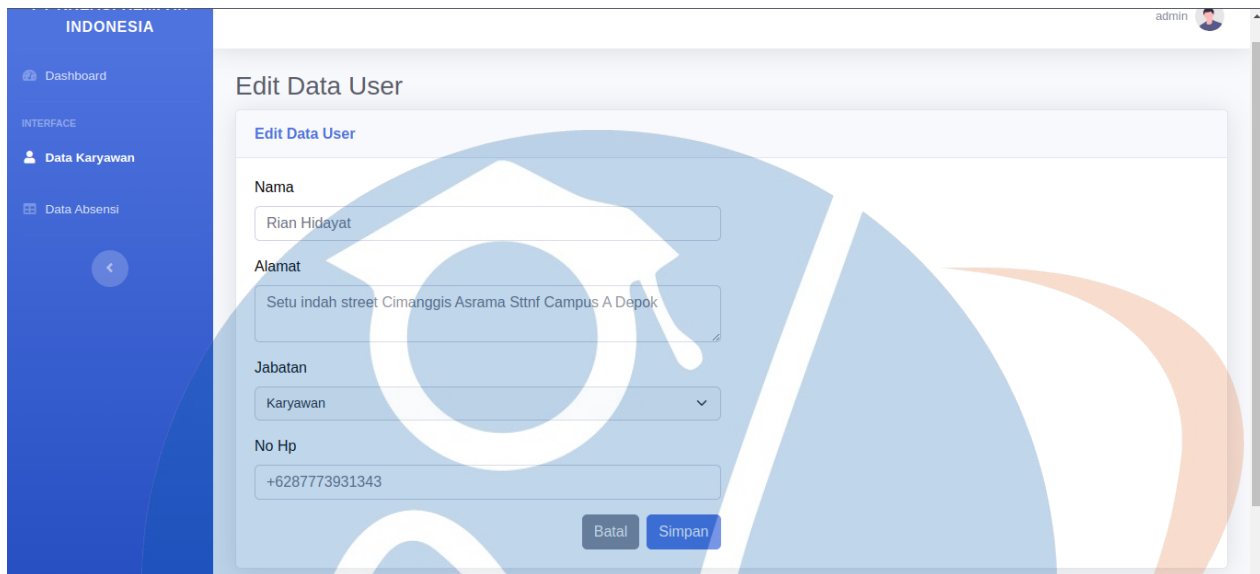 INDONESIA
admin
Dashboard
INTERFACE
Data Karyawan
Data Absensi
Edit Data User
Edit Data User
Nama
Rian Hidayat
Alamat
Setu indah street Cimanggis Asrama Sttnf Campus A Depok
Jabatan
Karyawan
No Hp
+6287773931343
Batal
Simpan